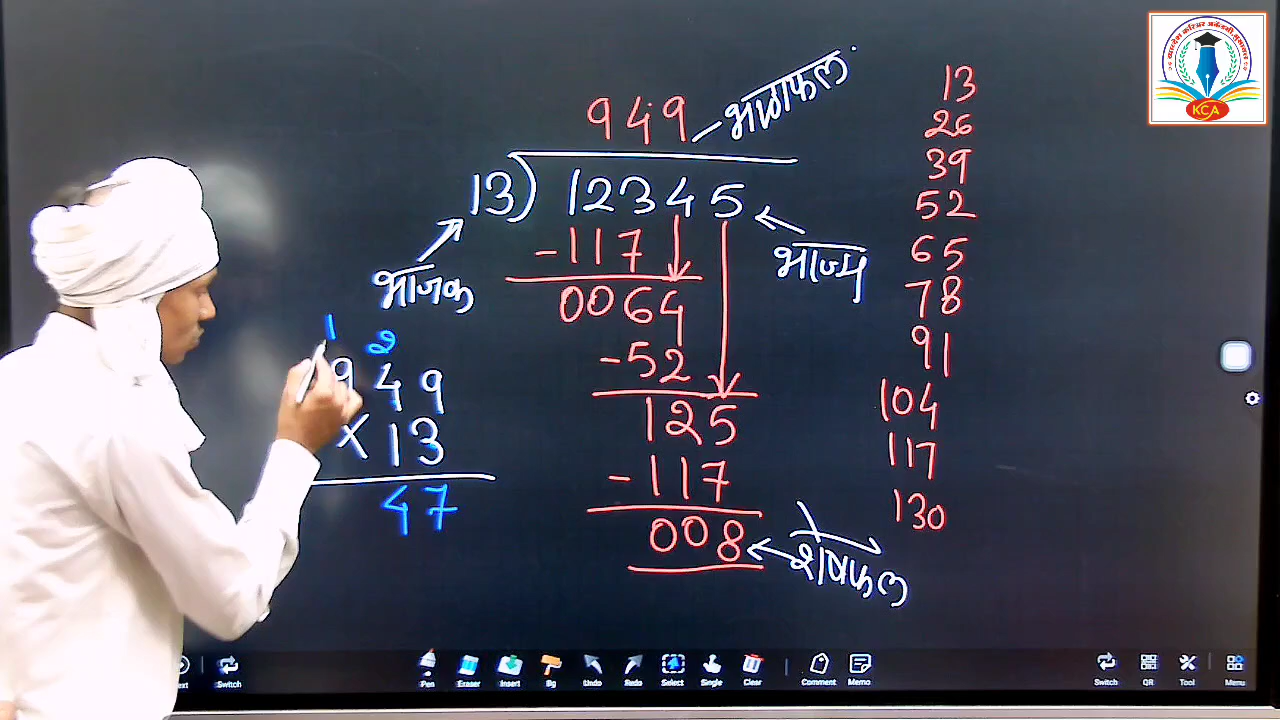 949 भागफल
13) 12345
-117
भाज्य
भाजक
0064
-52
125
-117
008
शेषफल
1 2
949
X 13
47
13
26
39
52
65
78
91
104
117
130
KCA
Switch
Pen
Eraser
Insert
Bg
Undo
Redo
Select
Single
Clear
Comment
Memo
Switch
QR
Tool
Menu